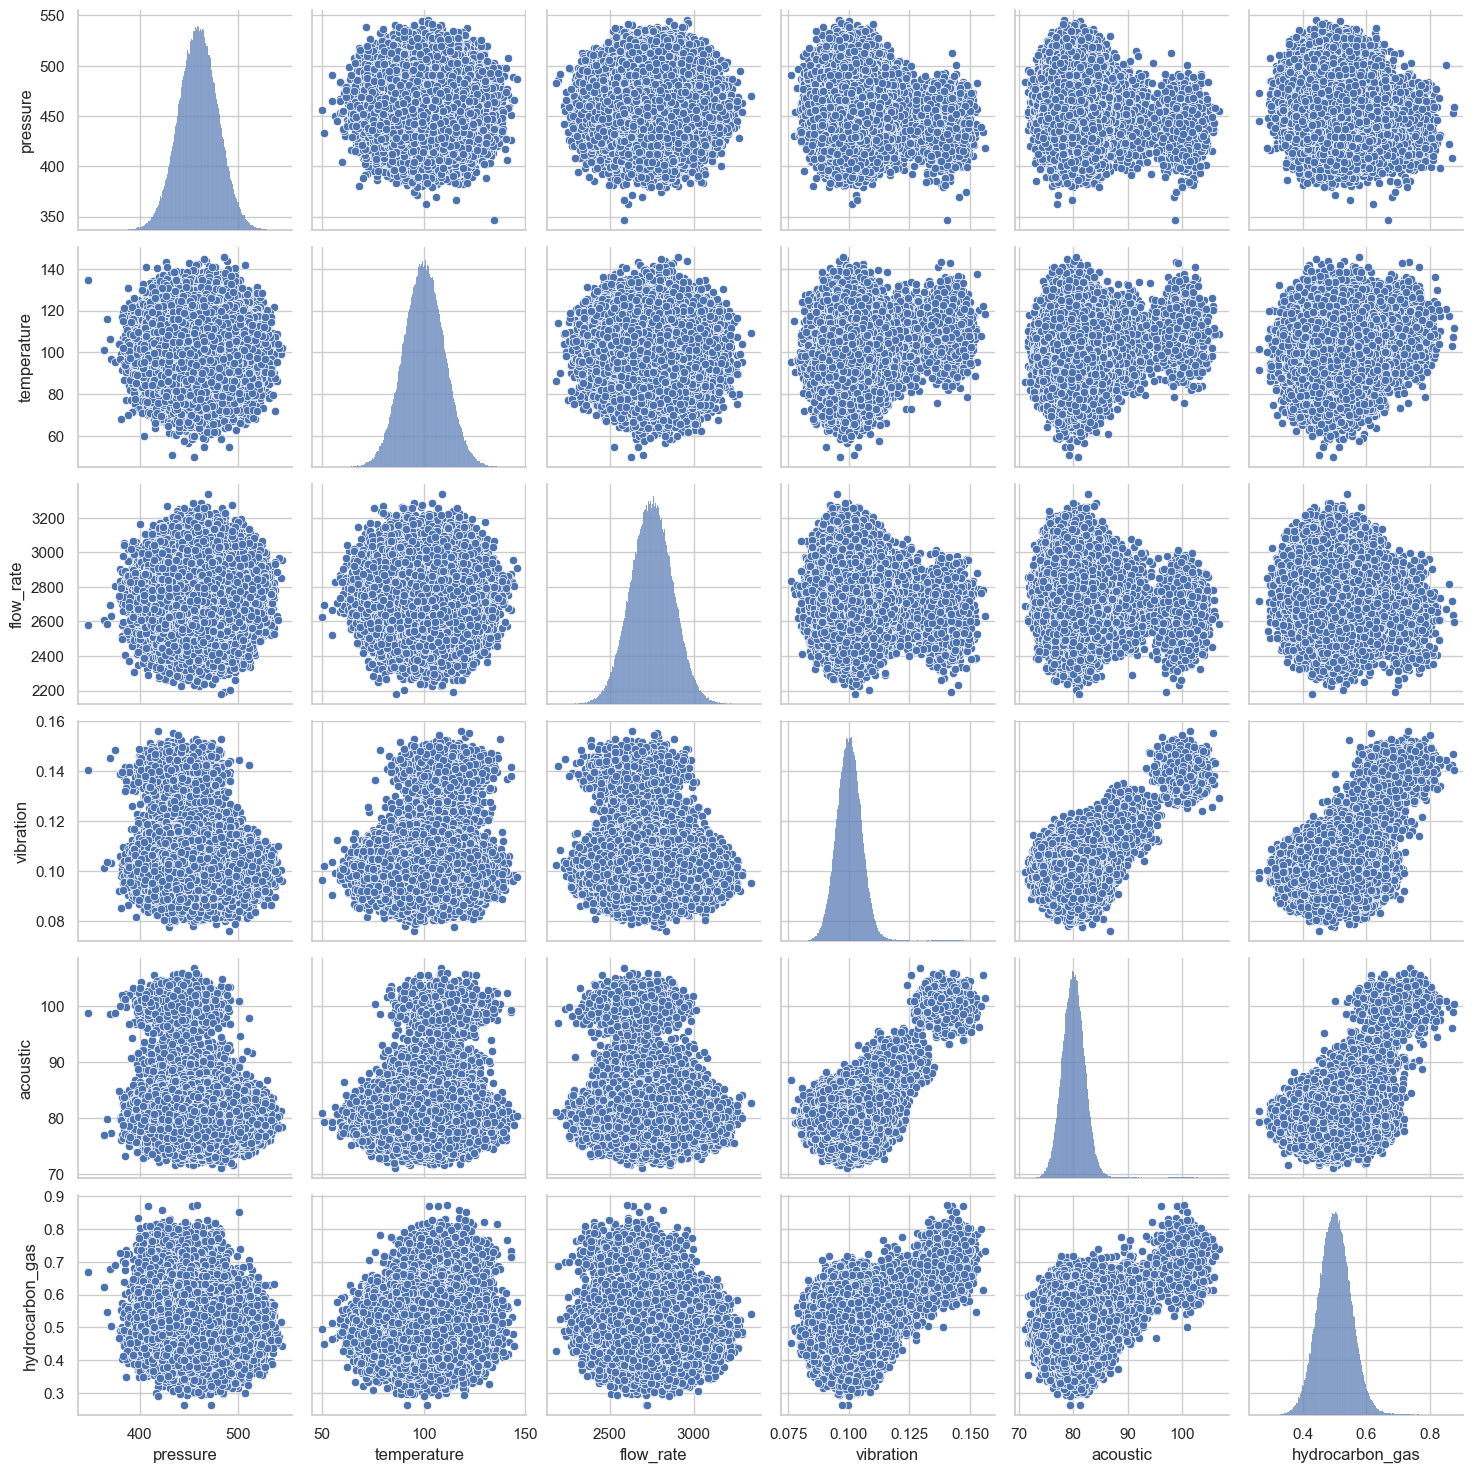 550
500
450
400
350
pressure
140
120
100
80
60
temperature
3200
3000
2800
2600
2400
2200
flow_rate
0.16
0.14
0.12
0.10
0.08
vibration
100
90
80
70
acoustic
0.9
0.8
0.7
0.6
0.5
0.4
0.3
hydrocarbon_gas
400 500
pressure
50 100 150
temperature
2500 3000
flow_rate
0.075 0.100 0.125 0.150
vibration
70 80 90 100
acoustic
0.4 0.6 0.8
hydrocarbon_gas